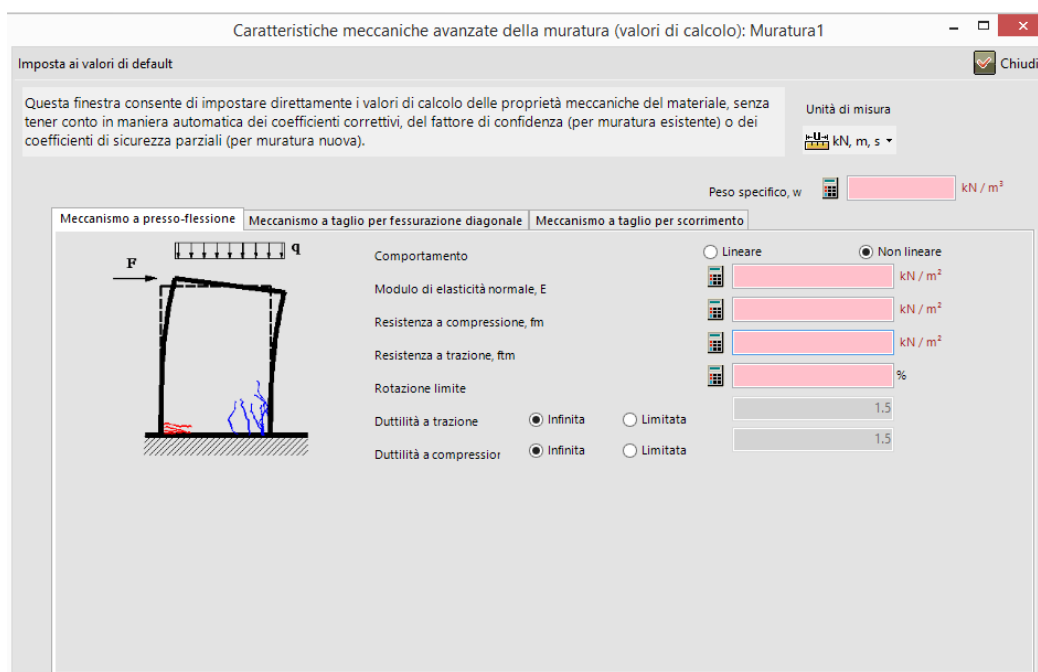 Caratteristiche meccaniche avanzate della muratura (valori di calcolo): Muratura1
Imposta ai valori di default
Chiudi
Questa finestra consente di impostare direttamente i valori di calcolo delle proprietà meccaniche del materiale, senza
tener conto in maniera automatica dei coefficienti correttivi, del fattore di confidenza (per muratura esistente) o dei
coefficienti di sicurezza parziali (per muratura nuova).
Unità di misura
U
kN, m, s
Peso specifico, w kN / m³
Meccanismo a presso-flessione Meccanismo a taglio per fessurazione diagonale Meccanismo a taglio per scorrimento
q
F
Comportamento Lineare Non lineare
Modulo di elasticità normale, E kN / m²
Resistenza a compressione, fm kN / m²
Resistenza a trazione, ftm kN / m²
Rotazione limite %
Duttilità a trazione Infinita Limitata 1.5
Duttilità a compressior Infinita Limitata 1.5